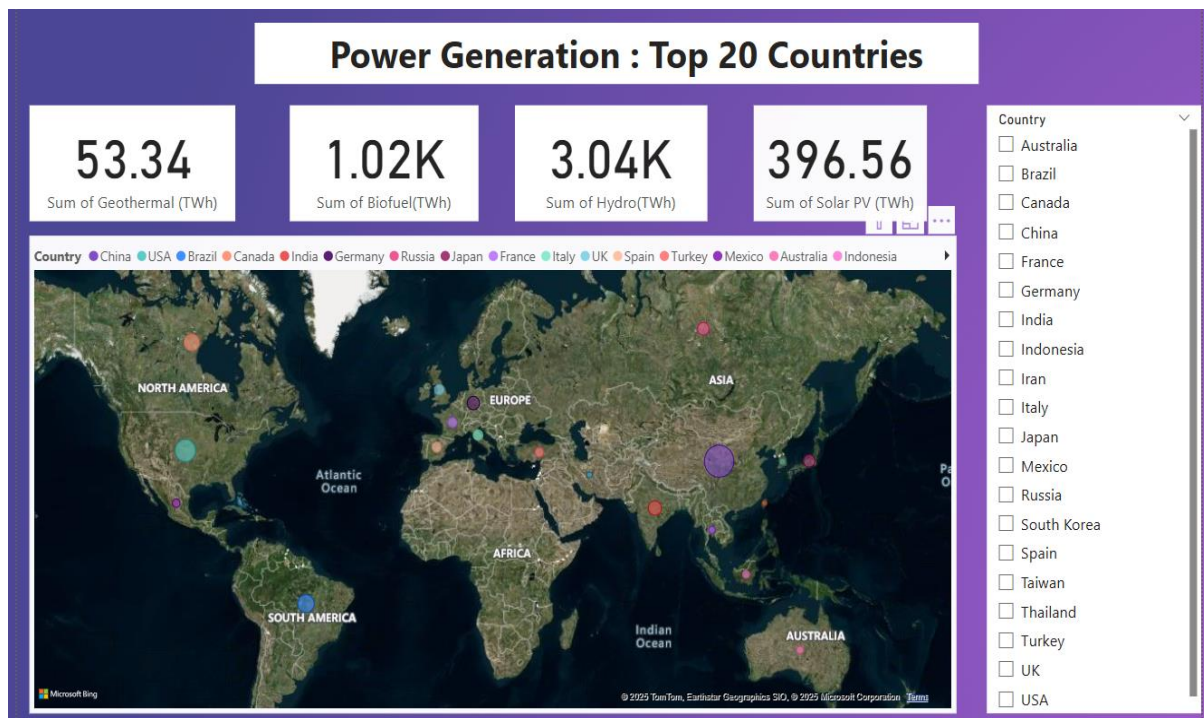 Power Generation : Top 20 Countries
53.34
Sum of Geothermal (TWh)
1.02K
Sum of Biofuel(TWh)
3.04K
Sum of Hydro(TWh)
396.56
Sum of Solar PV (TWh)
Country
Australia
Brazil
Canada
China
France
Germany
India
Indonesia
Iran
Italy
Japan
Mexico
Russia
South Korea
Spain
Taiwan
Thailand
Turkey
UK
USA
Country China USA Brazil Canada India Germany Russia Japan France Italy UK Spain Turkey Mexico Australia Indonesia
NORTH AMERICA
EUROPE
ASIA
Atlantic
Ocean
Pa
O
AFRICA
SOUTH AMERICA
Indian
Ocean
AUSTRALIA
Microsoft Bing
© 2025 TomTom, Earthstar Geographics SIO, © 2025 Microsoft Corporation Terms